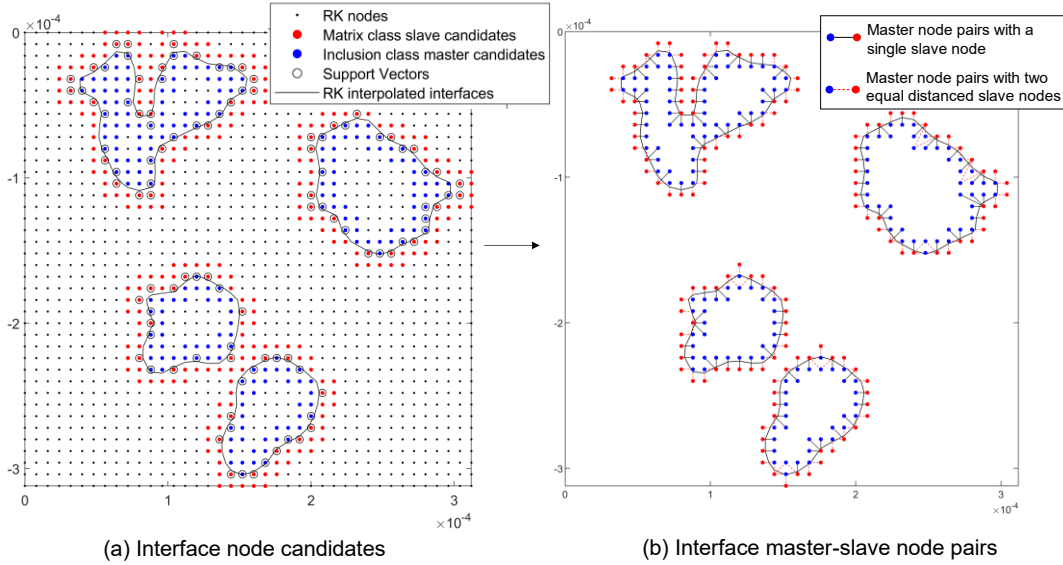 ×10⁻⁴
0
-1
-2
-3
0
1
2
3
×10⁻⁴
RK nodes
Matrix class slave candidates
Inclusion class master candidates
Support Vectors
RK interpolated interfaces
(a) Interface node candidates
×10⁻⁴
0
-1
-2
-3
0
1
2
3
×10⁻⁴
Master node pairs with a
single slave node
Master node pairs with two
equal distanced slave nodes
(b) Interface master-slave node pairs